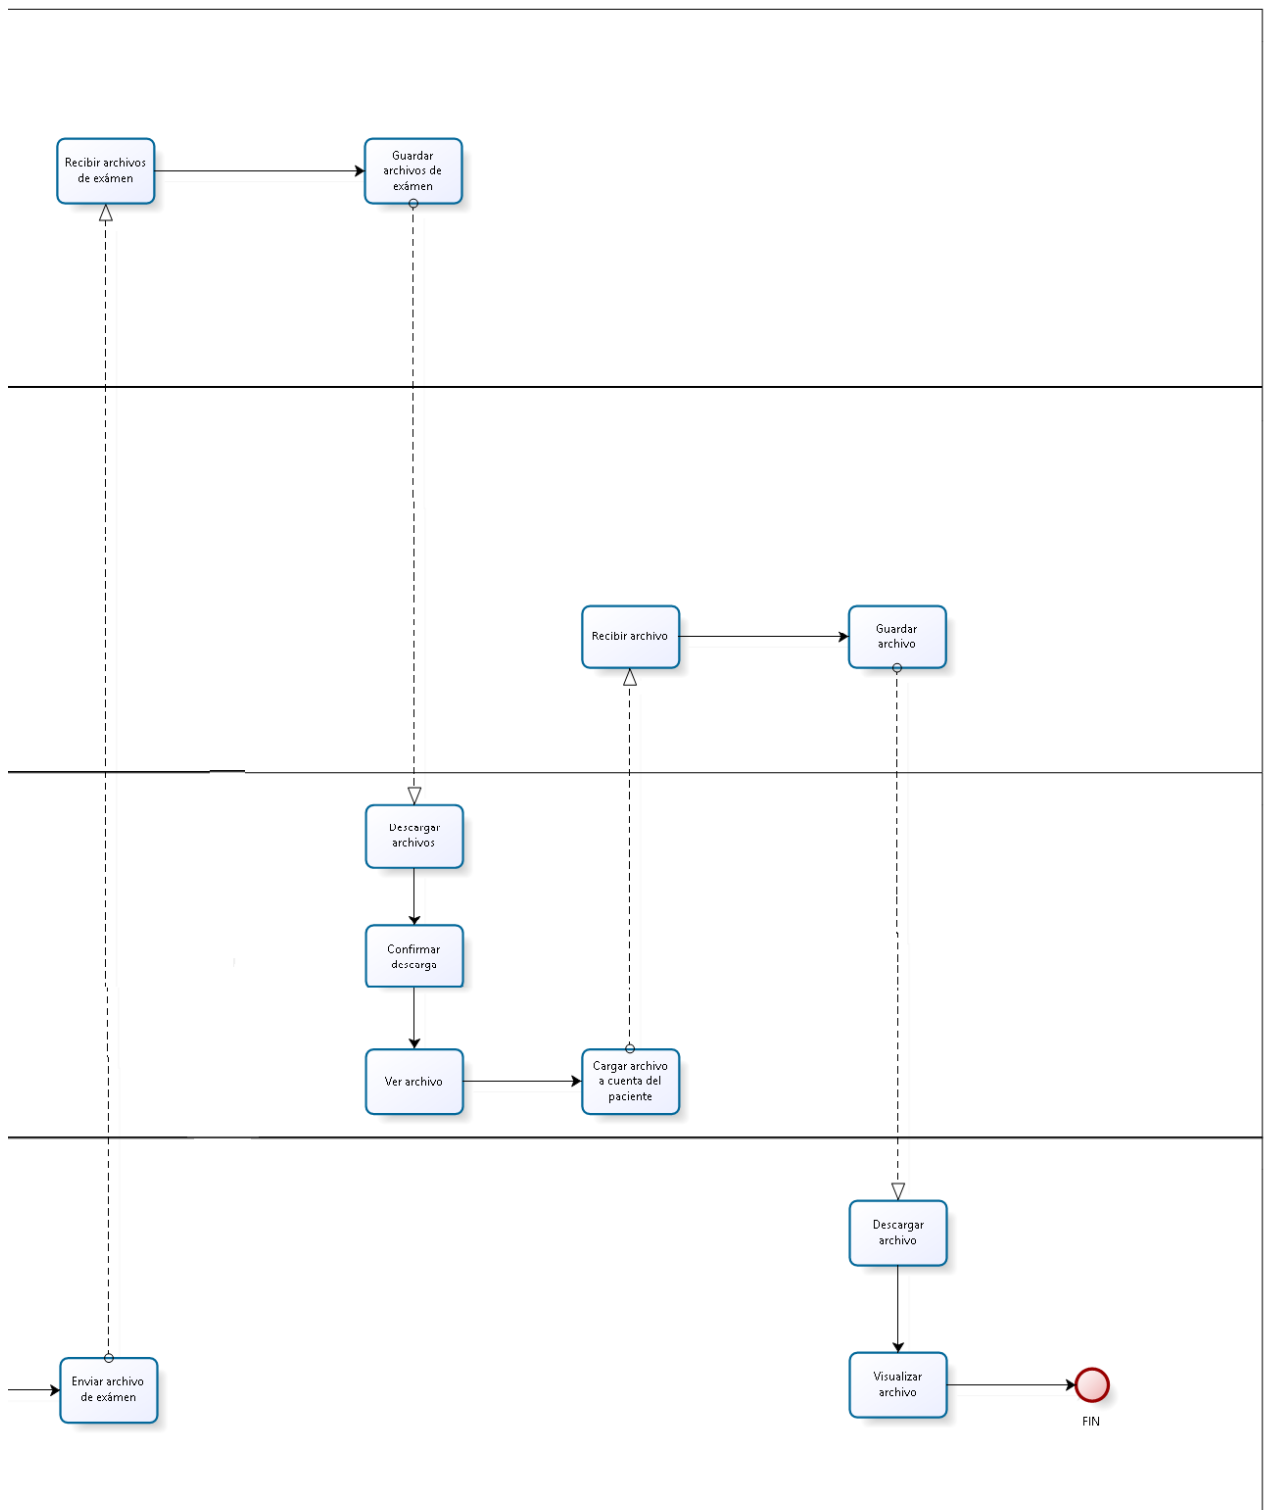 Recibir archivos
de exámen
Guardar
archivos de
exámen
Recibir archivo
Guardar
archivo
Descargar
archivos
Confirmar
descarga
Ver archivo
Cargar archivo
a cuenta del
paciente
Descargar
archivo
Enviar archivo
de exámen
Visualizar
archivo
FIN